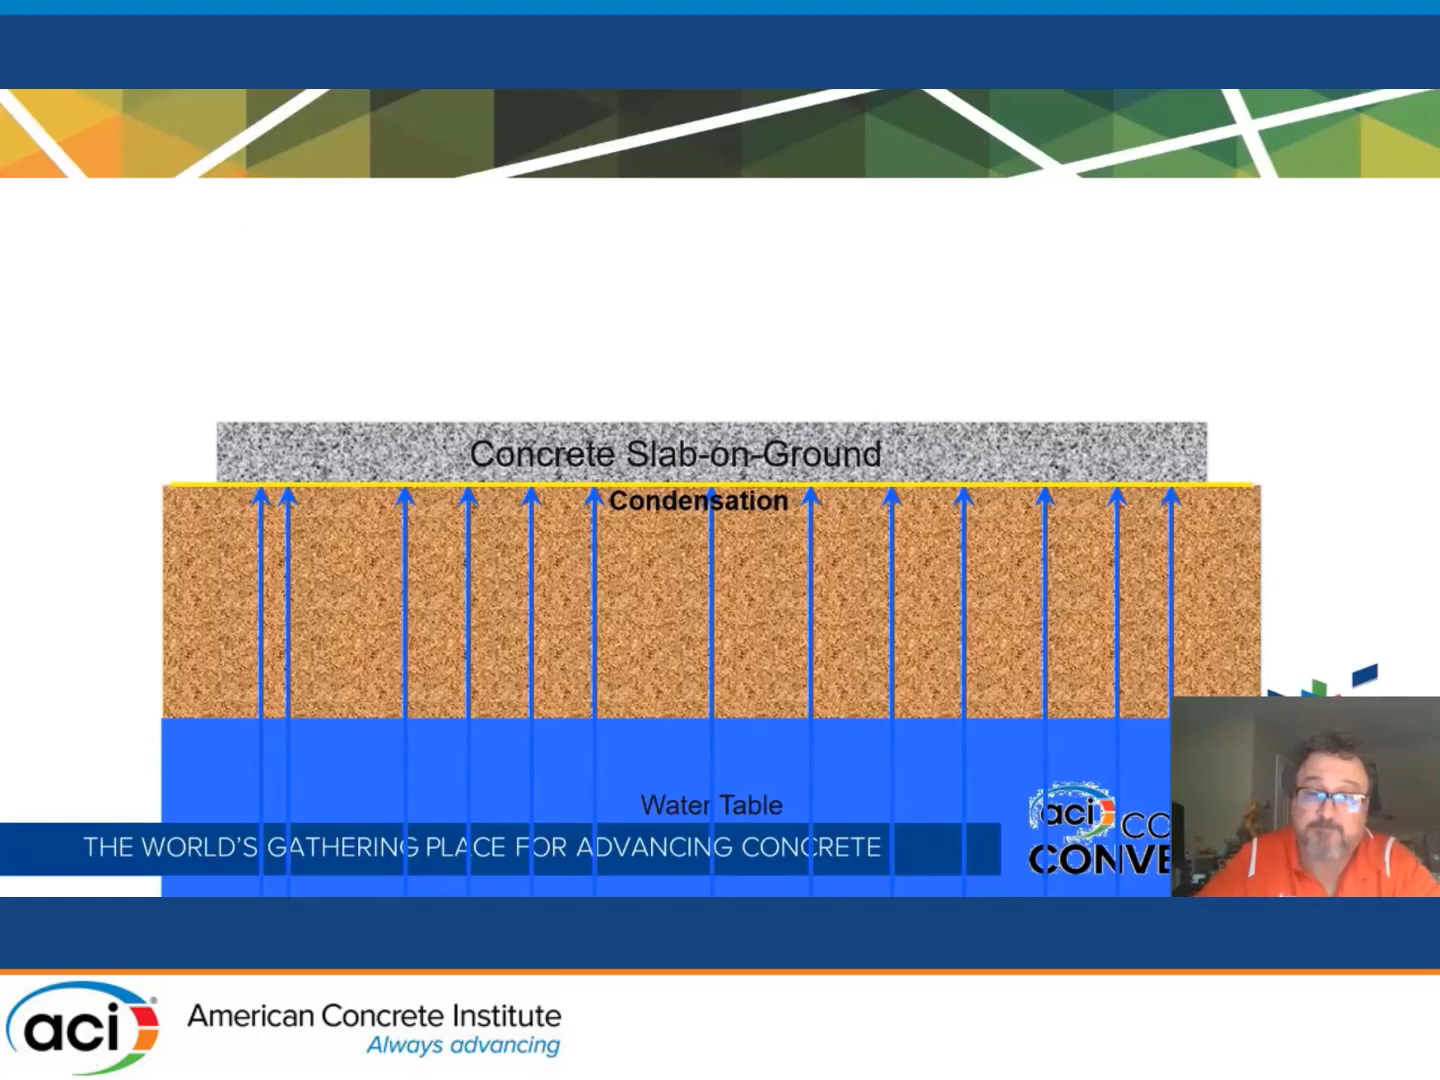 Concrete Slab-on-Ground
Condensation
Water Table
THE WORLD'S GATHERING PLACE FOR ADVANCING CONCRETE
aci
CONVE
aci
American Concrete Institute
Always advancing